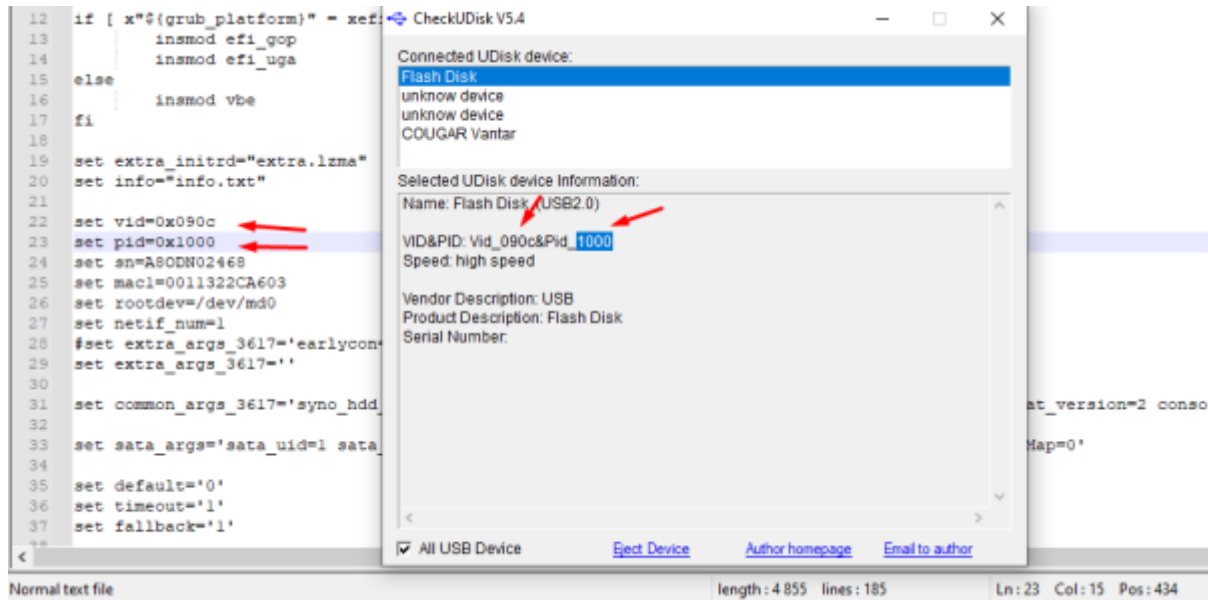 12 if [ x"${grub_platform}" = xef
13 insmod efi_gop
14 insmod efi_uga
15 else
16 insmod vbe
17 fi
18
19 set extra_initrd="extra.lzma"
20 set info="info.txt"
21
22 set vid=0x090c
23 set pid=0x1000
24 set sn=A8ODN02468
25 set mac1=0011322CA603
26 set rootdev=/dev/md0
27 set netif_num=1
28 #set extra_args_3617='earlycon=
29 set extra_args_3617=''
30
31 set common_args_3617='syno_hdd_ at_version=2 conso
32
33 set sata_args='sata_uid=1 sata_ Map=0'
34
35 set default='0'
36 set timeout='1'
37 set fallback='1'
38
CheckUDisk V5.4
Connected UDisk device:
Flash Disk
unknow device
unknow device
COUGAR Vantar
Selected UDisk device Information:
Name: Flash Disk (USB2.0)
VID&PID: Vid_090c&Pid_1000
Speed: high speed
Vendor Description: USB
Product Description: Flash Disk
Serial Number:
All USB Device Eject Device Author homepage Email to author
Normal text file length : 4 855 lines : 185 Ln : 23 Col : 15 Pos : 434